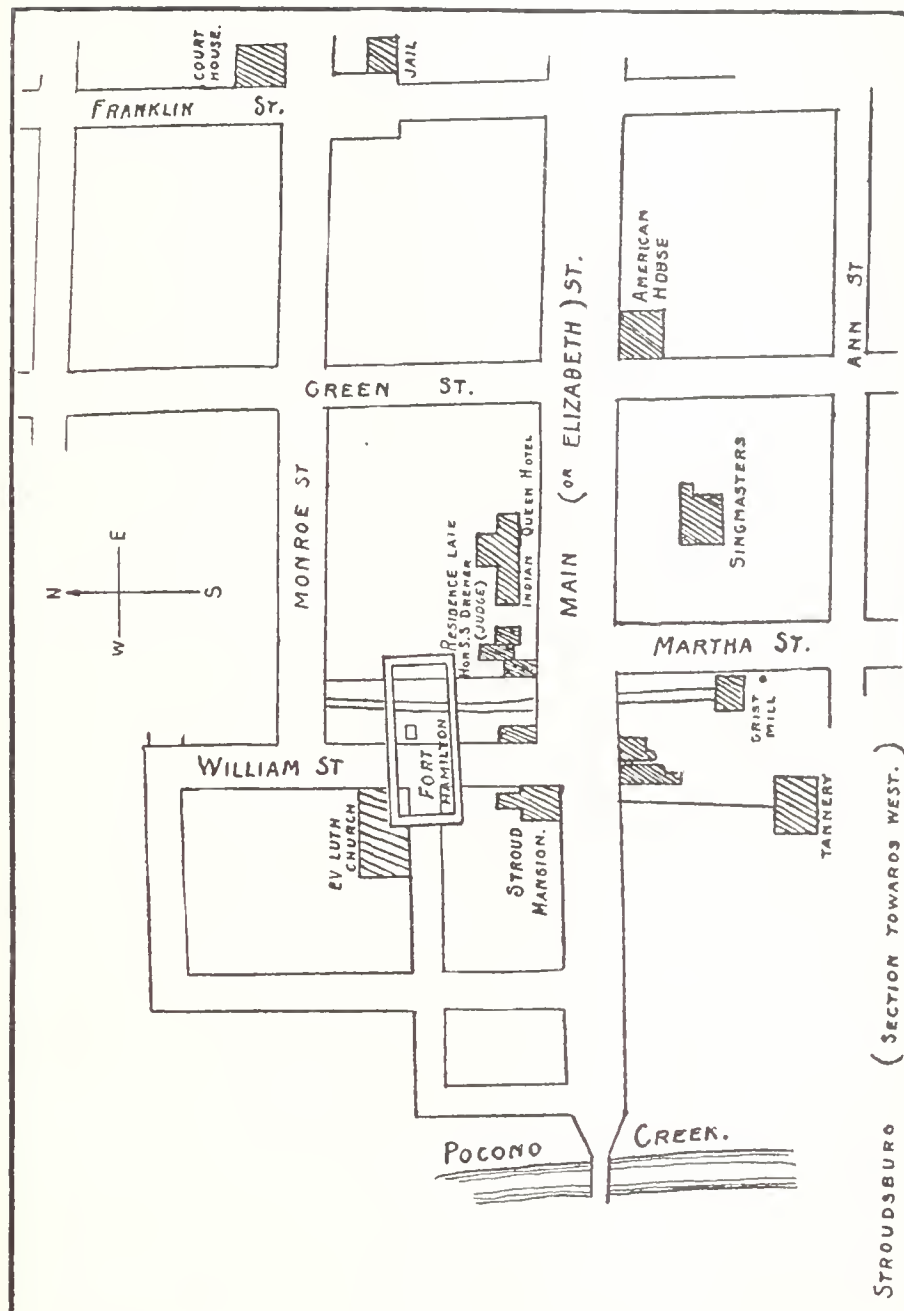 COURT
HOUSE.
JAIL
FRANKLIN ST.
AMERICAN
HOUSE
ANN ST
GREEN ST.
MAIN (OR ELIZABETH) ST.
MONROE ST
N
E
S
W
RESIDENCE LATE
HON S.S DREHER
(JUDGE)
INDIAN QUEEN HOTEL
SINGMASTERS
MARTHA ST.
GRIST
MILL
WILLIAM ST
FORT
HAMILTON
EV LUTH
CHURCH
STROUD
MANSION.
TANNERY
POCONO CREEK.
STROUDSBURG (SECTION TOWARDS WEST.)